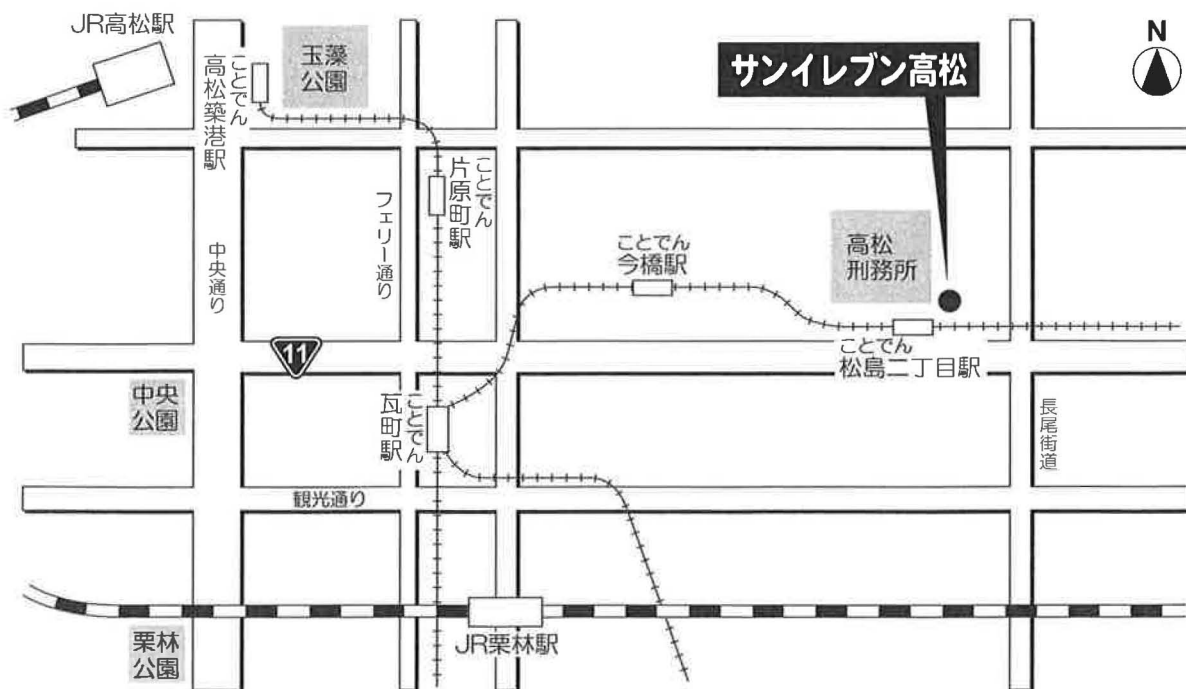 JR高松駅
ことでん
高松築港駅
玉藻
公園
サンイレブン高松
N
ことでん
片原町駅
フェリー通り
中央通り
ことでん
今橋駅
高松
刑務所
11
ことでん
松島二丁目駅
中央
公園
ことでん
瓦町駅
長尾街道
観光通り
JR栗林駅
栗林
公園